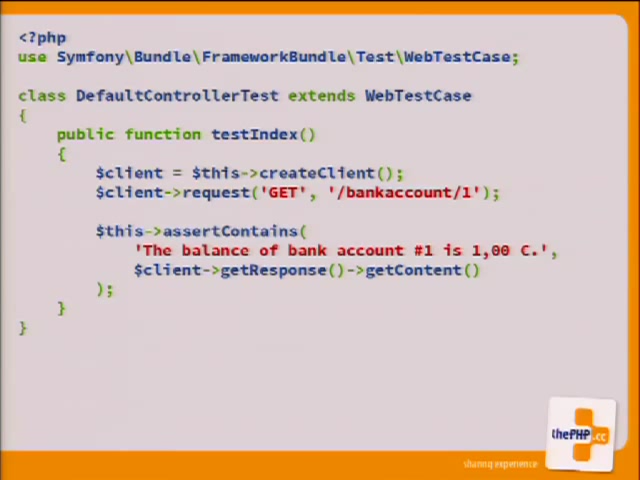 <?php
use Symfony\Bundle\FrameworkBundle\Test\WebTestCase;
class DefaultControllerTest extends WebTestCase
{
public function testIndex()
{
$client = $this->createClient();
$client->request('GET', '/bankaccount/1');
$this->assertContains(
'The balance of bank account #1 is 1,00 C.',
$client->getResponse()->getContent()
);
}
}
thePHP.cc
sharing experience